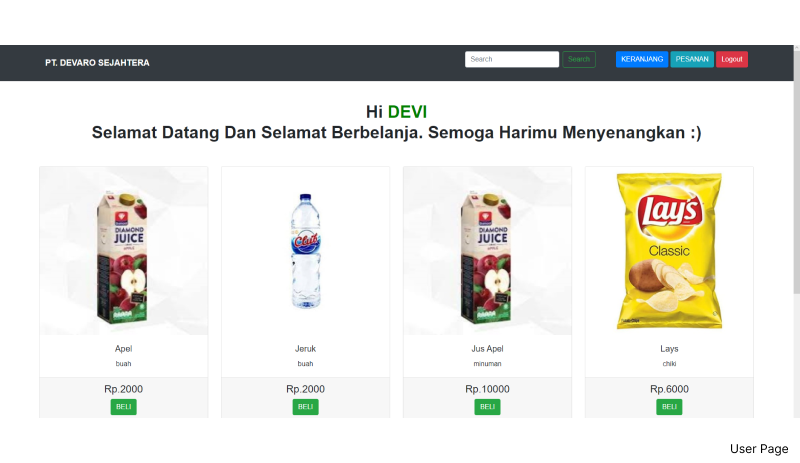 PT. DEVARO SEJAHTERA
Search
Search
KERANJANG
PESANAN
Logout
Hi DEVI
Selamat Datang Dan Selamat Berbelanja. Semoga Harimu Menyenangkan :)
DIAMOND
JUICE
APPLE
Club
DIAMOND
JUICE
APPLE
Lay's
Classic
Apel
Jeruk
Jus Apel
Lays
buah
buah
minuman
chiki
Rp.2000
Rp.2000
Rp.10000
Rp.6000
BELI
BELI
BELI
BELI
User Page